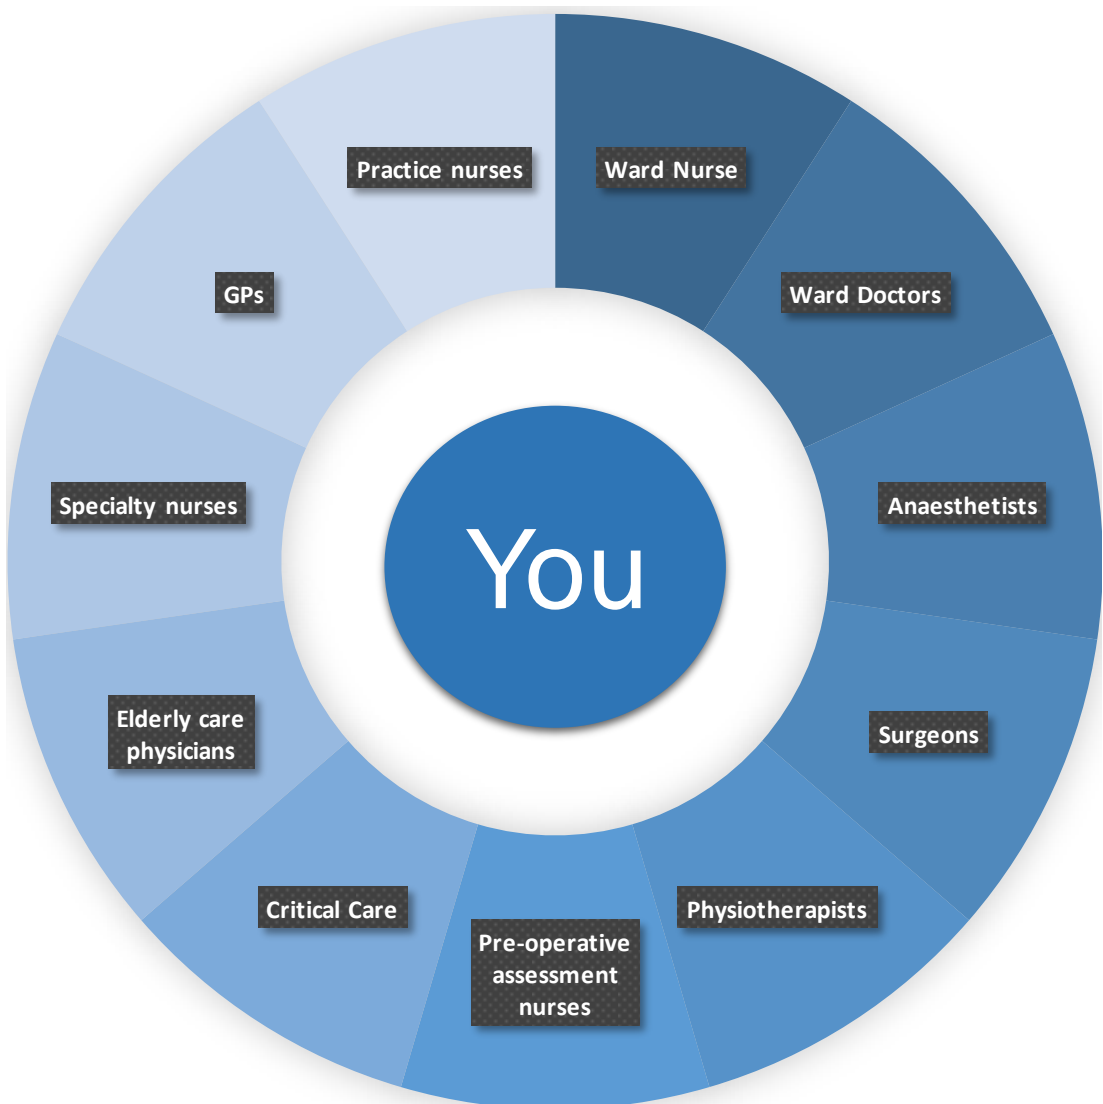 Practice nurses
Ward Nurse
GPs
Ward Doctors
Specialty nurses
You
Anaesthetists
Elderly care
physicians
Surgeons
Critical Care
Physiotherapists
Pre-operative
assessment
nurses